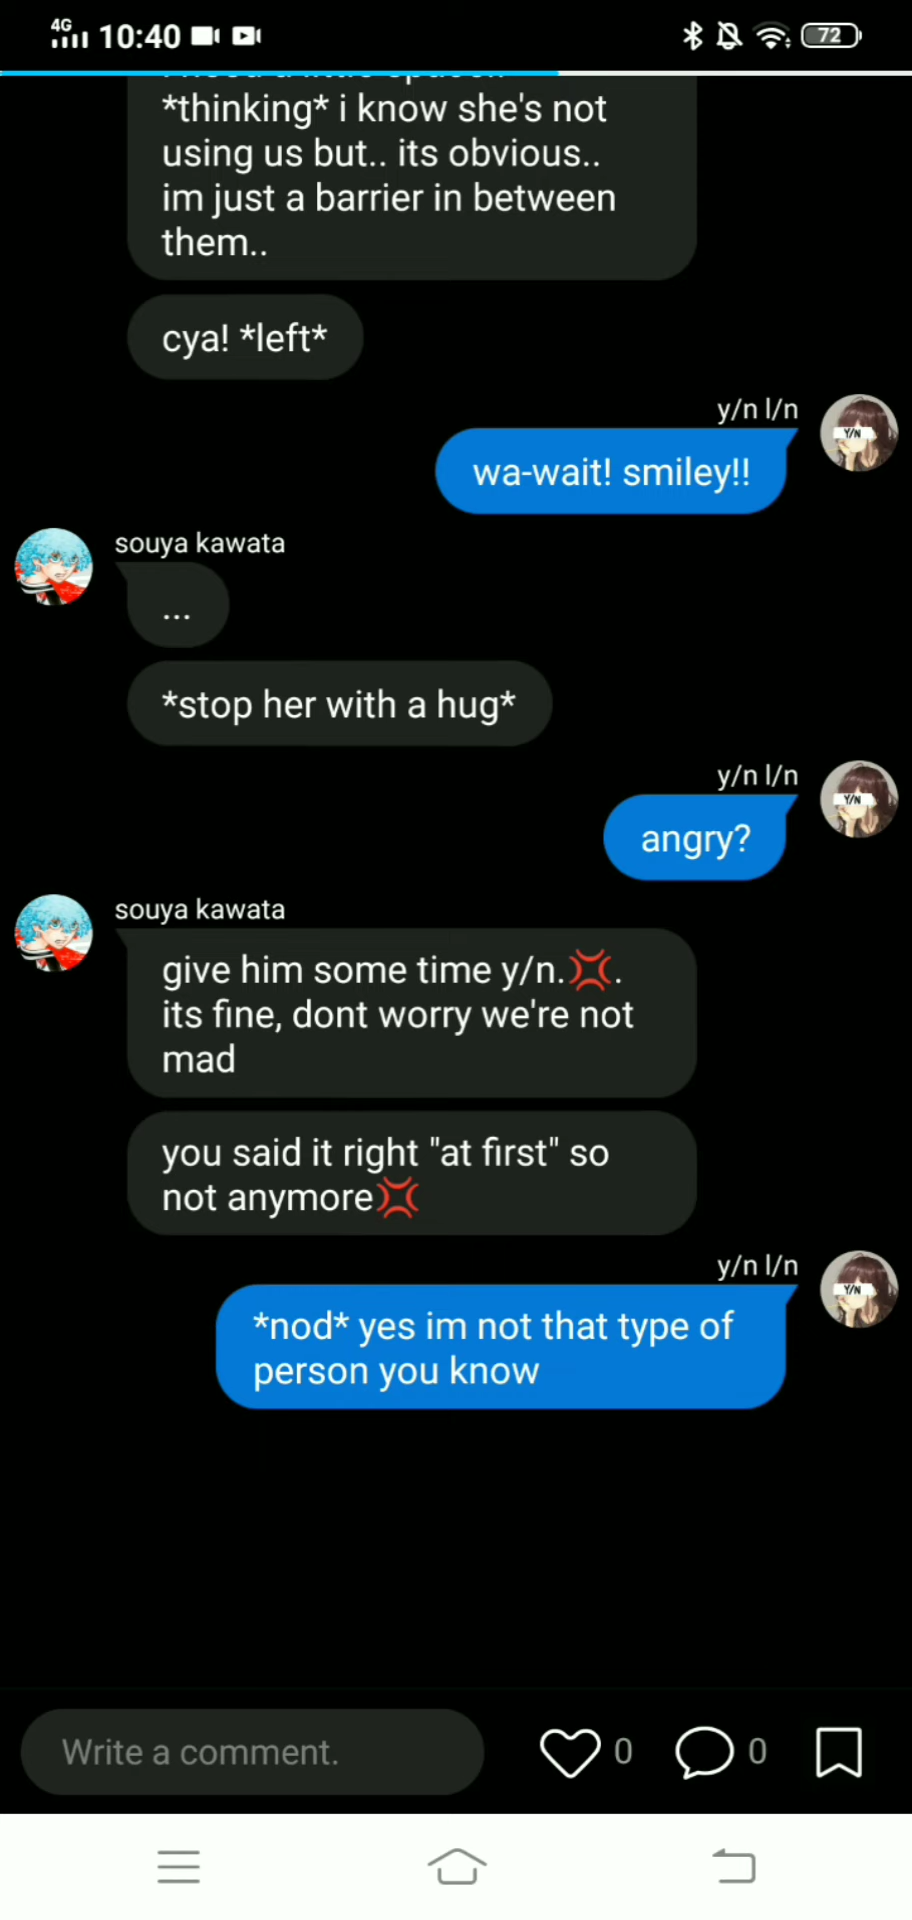 4G 10:40 72
*thinking* i know she's not
using us but.. its obvious..
im just a barrier in between
them..
cya! *left*
y/n l/n
Y/N
wa-wait! smiley!!
souya kawata
...
*stop her with a hug*
y/n l/n
Y/N
angry?
souya kawata
give him some time y/n.💢.
its fine, dont worry we're not
mad
you said it right "at first" so
not anymore💢
y/n l/n
Y/N
*nod* yes im not that type of
person you know
Write a comment. 0 0